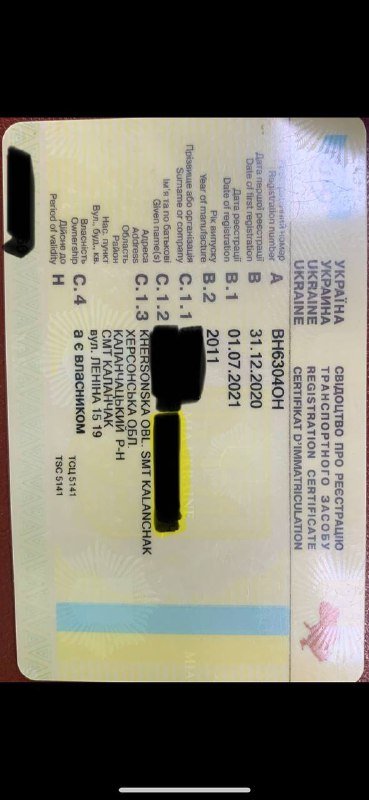 УКРАЇНА
УКРАИНА
UKRAINE
UKRAINE
СВІДОЦТВО ПРО РЕЄСТРАЦІЮ
ТРАНСПОРТНОГО ЗАСОБУ
REGISTRATION CERTIFICATE
CERTIFIKAT D'IMMATRICULATION
номер
Registration number A BH6304OH
Дата першої реєстрації
Date of first registration B 31.12.2020
Дата реєстрації
Date of registration B.1 01.07.2021
Рік випуску
Year of manufacture B.2 2011
Прізвище або організація
Surname or company C.1.1
Ім'я та по батькові
Given name(s) C.1.2
Адреса
Address C.1.3 KHERSONSKA OBL. SMT KALANCHAK
Область ХЕРСОНСЬКА ОБЛ.
Район КАЛАНЧАЦЬКИЙ Р-Н
Нас. пункт СМТ КАЛАНЧАК
Вул., буд., кв. вул. ЛЕНІНА 15 19
Власність
Ownership C.4 а є власником
Дійсне до
Period of validity H
ТСЦ 5141
TSC 5141